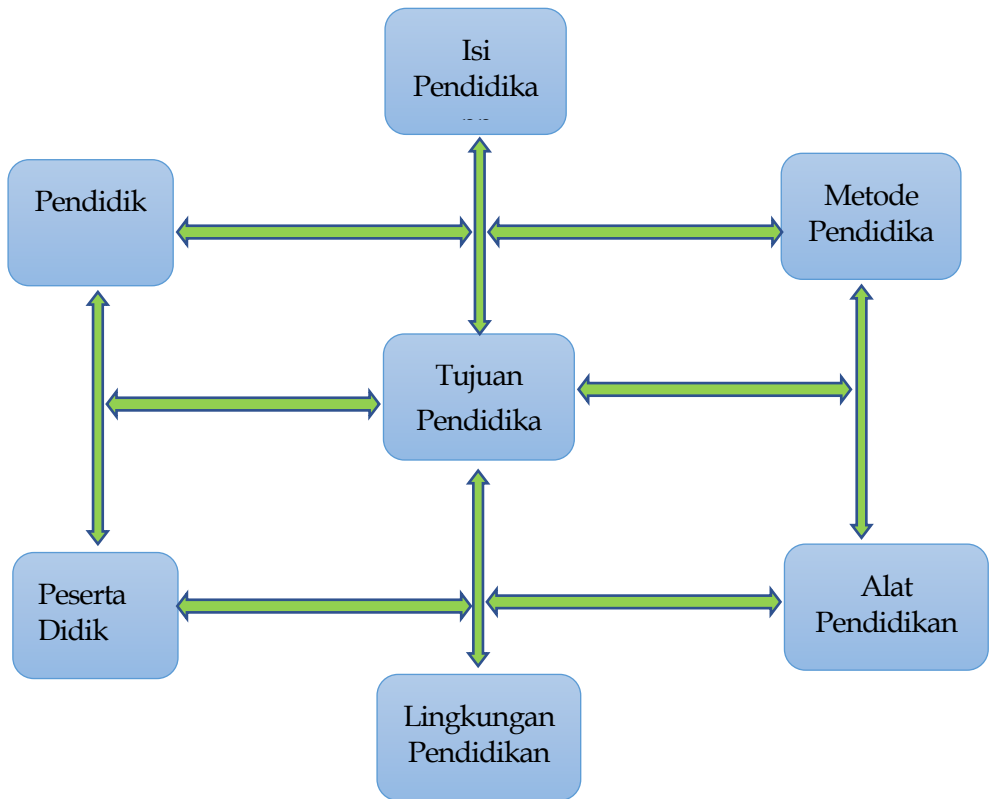 Isi
Pendidika
Pendidik
Metode
Pendidika
Tujuan
Pendidika
Peserta
Didik
Alat
Pendidikan
Lingkungan
Pendidikan